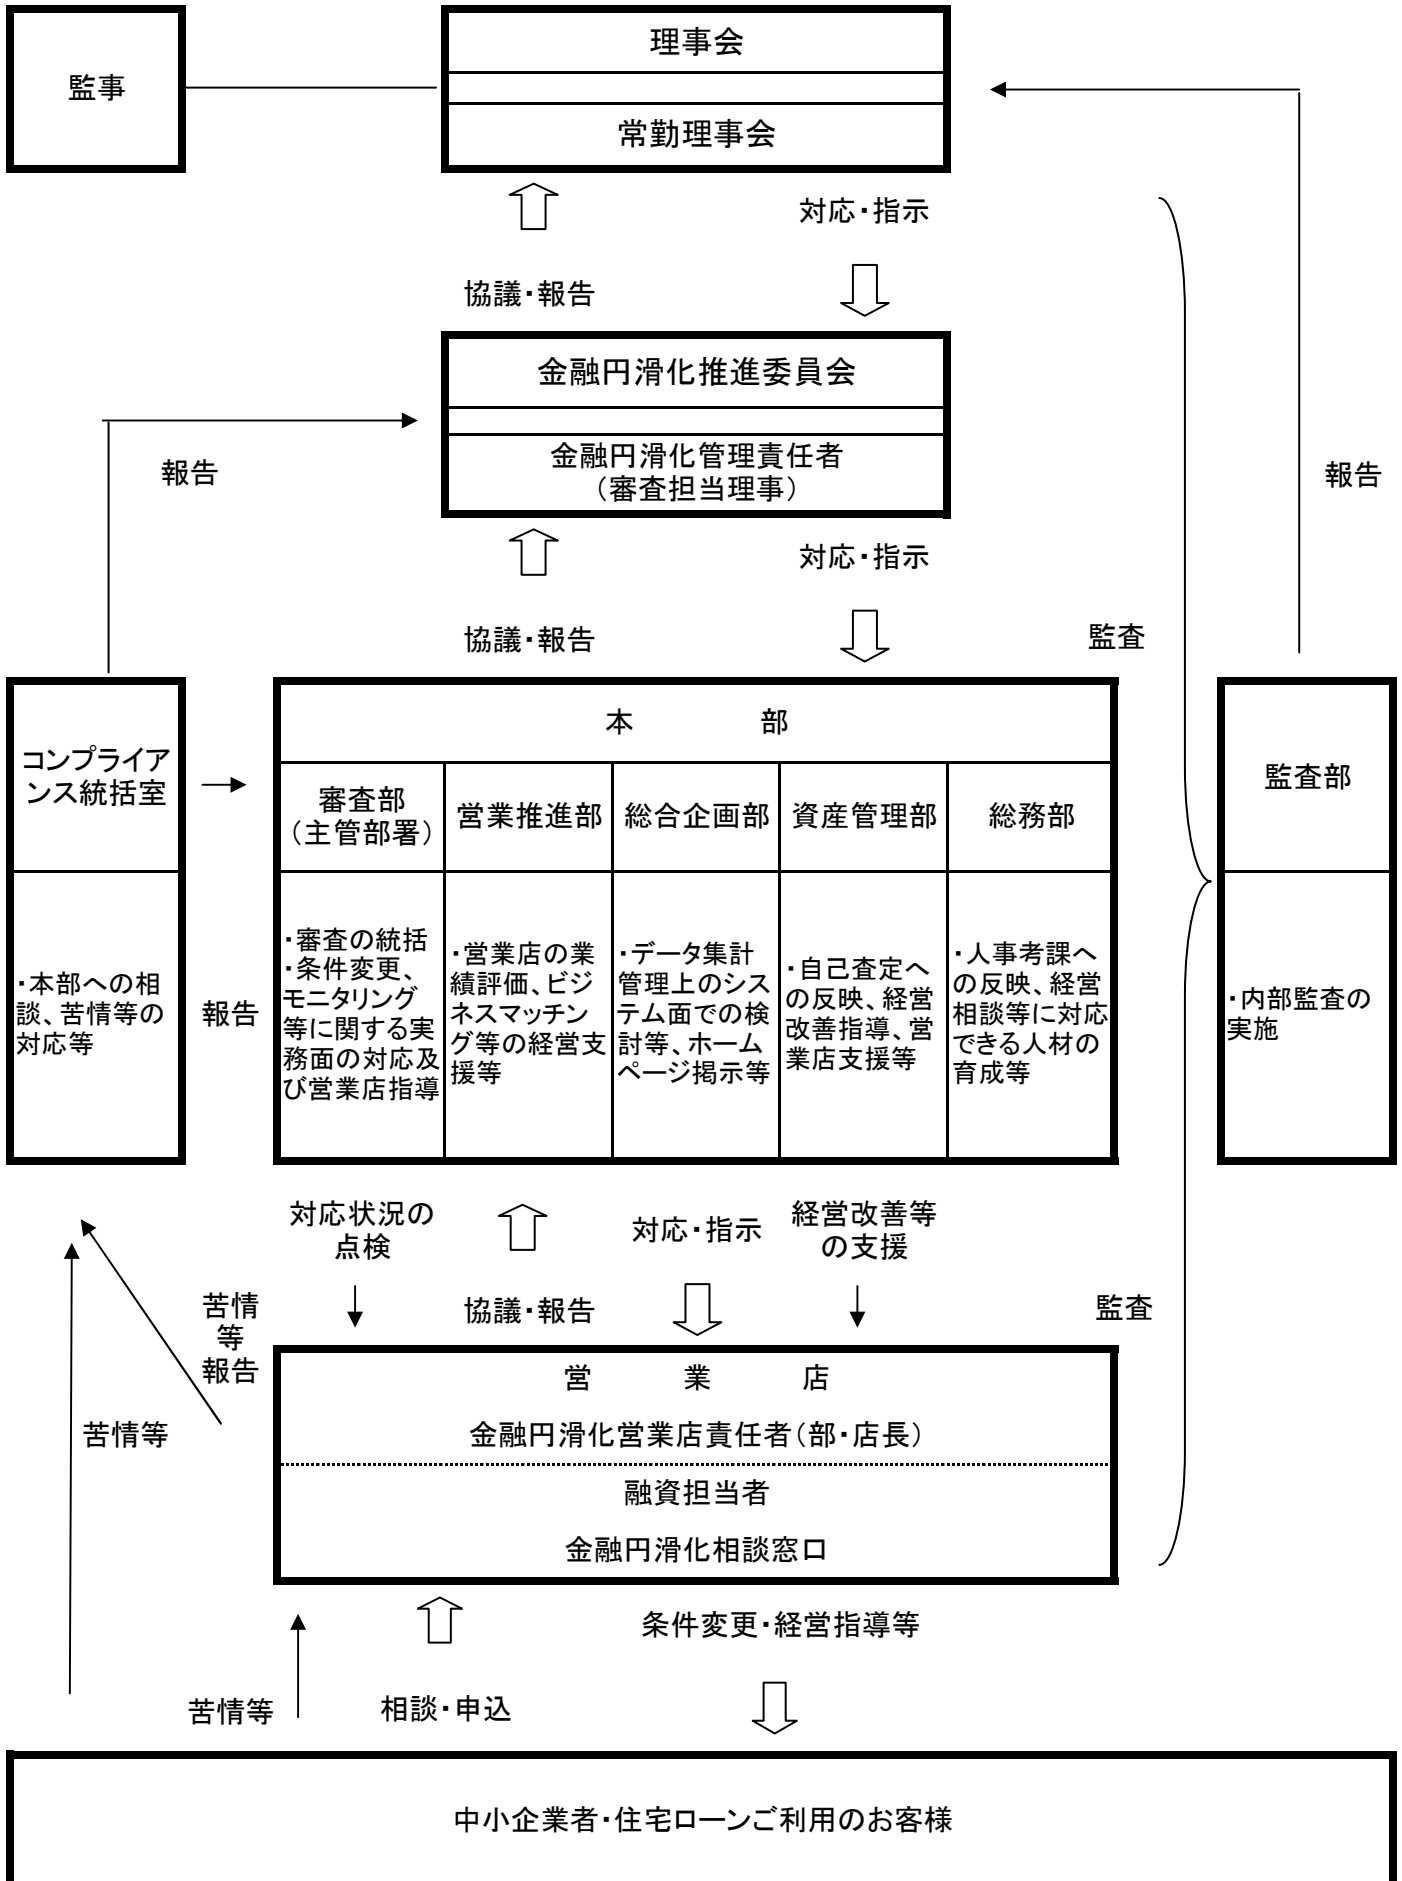 監事
理事会
常勤理事会
対応・指示
協議・報告
金融円滑化推進委員会
金融円滑化管理責任者
（審査担当理事）
報告
報告
対応・指示
協議・報告
監査
コンプライア
ンス統括室
・本部への相
談、苦情等の
対応等
報告
本　部
審査部
（主管部署）
営業推進部
総合企画部
資産管理部
総務部
・審査の統括
・条件変更、
モニタリング
等に関する実
務面の対応及
び営業店指導
・営業店の業
績評価、ビジ
ネスマッチン
グ等の経営支
援等
・データ集計
管理上のシス
テム面での検
討等、ホーム
ページ掲示等
・自己査定へ
の反映、経営
改善指導、営
業店支援等
・人事考課へ
の反映、経営
相談等に対応
できる人材の
育成等
監査部
・内部監査の
実施
対応状況の
点検
協議・報告
対応・指示
経営改善等
の支援
監査
苦情
等
報告
苦情等
営　業　店
金融円滑化営業店責任者（部・店長）
融資担当者
金融円滑化相談窓口
苦情等
相談・申込
条件変更・経営指導等
中小企業者・住宅ローンご利用のお客様